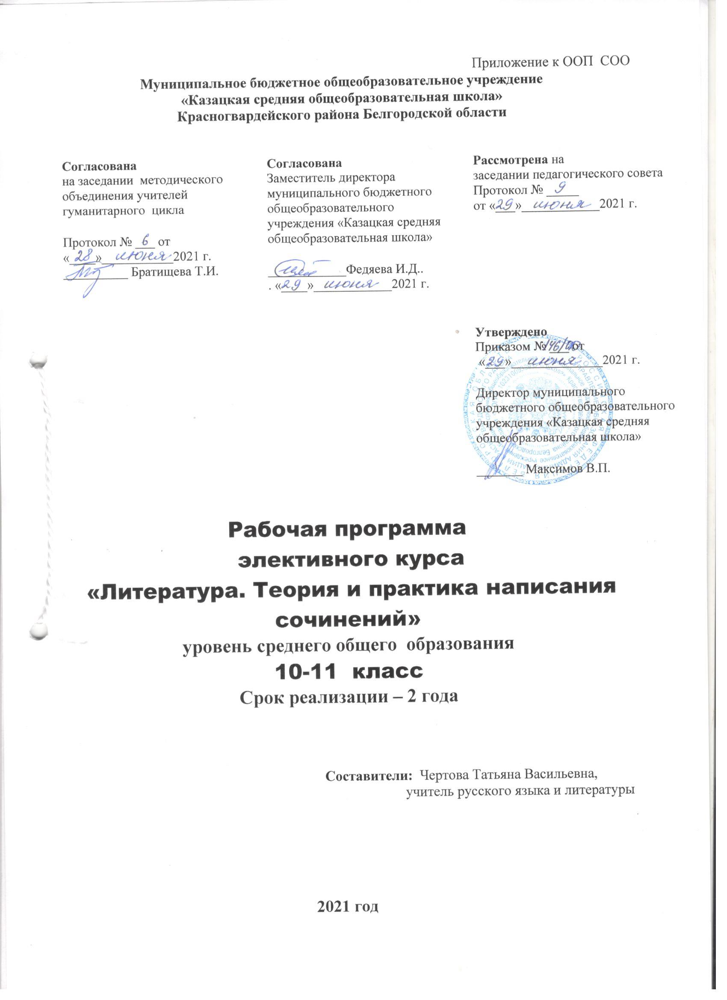 Приложение к ООП СОО
Муниципальное бюджетное общеобразовательное учреждение
«Казацкая средняя общеобразовательная школа»
Красногвардейского района Белгородской области
Согласована
на заседании методического
объединения учителей
гуманитарного цикла
Протокол № 6 от
«28» июня 2021 г.
Братищева Т.И.
Согласована
Заместитель директора
муниципального бюджетного
общеобразовательного
учреждения «Казацкая средняя
общеобразовательная школа»
Федяева И.Д..
. «29» июня 2021 г.
Рассмотрена на
заседании педагогического совета
Протокол № 9
от «29» июня 2021 г.
Утверждено
Приказом № от
«29» июня 2021 г.
Директор муниципального
бюджетного общеобразовательного
учреждения «Казацкая средняя
общеобразовательная школа»
Максимов В.П.
Рабочая программа
элективного курса
«Литература. Теория и практика написания
сочинений»
уровень среднего общего образования
10-11 класс
Срок реализации – 2 года
Составители: Чертова Татьяна Васильевна,
учитель русского языка и литературы
2021 год